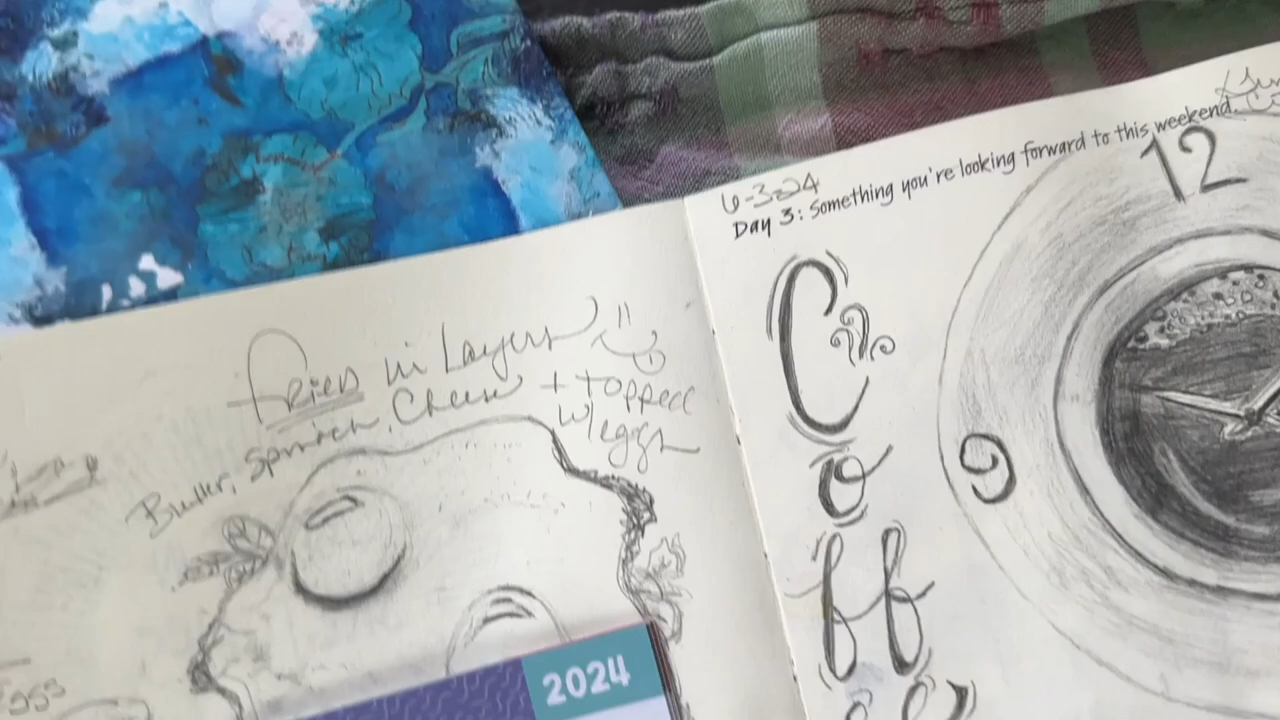 Fried in Layers
Butter, Spinach, Cheese + topped
w/eggs
2024
6-3-24
Day 3: Something you're looking forward to this weekend.
12
9
Coff